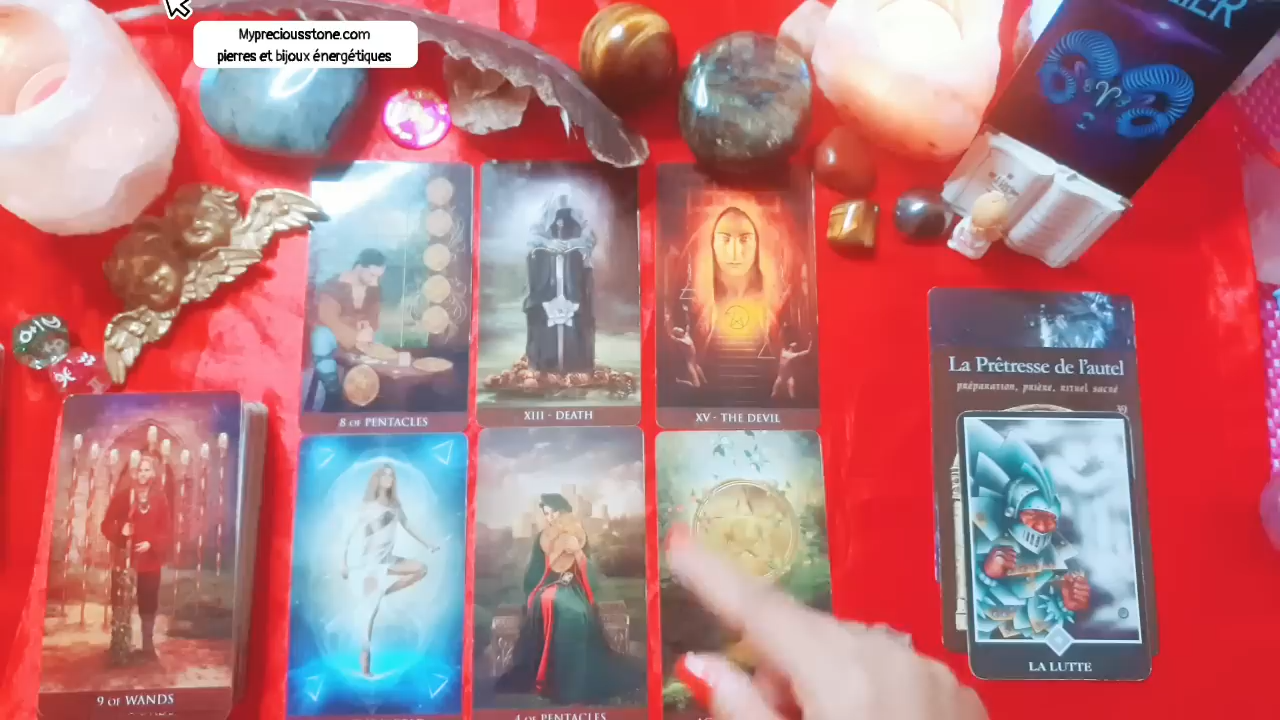 Mypreciousstone.com
pierres et bijoux énergétiques
8 OF PENTACLES
XIII - DEATH
XV - THE DEVIL
La Prêtresse de l'autel
préparation, prière, rituel sacré
39
9 OF WANDS
4 OF PENTACLES
LA LUTTE